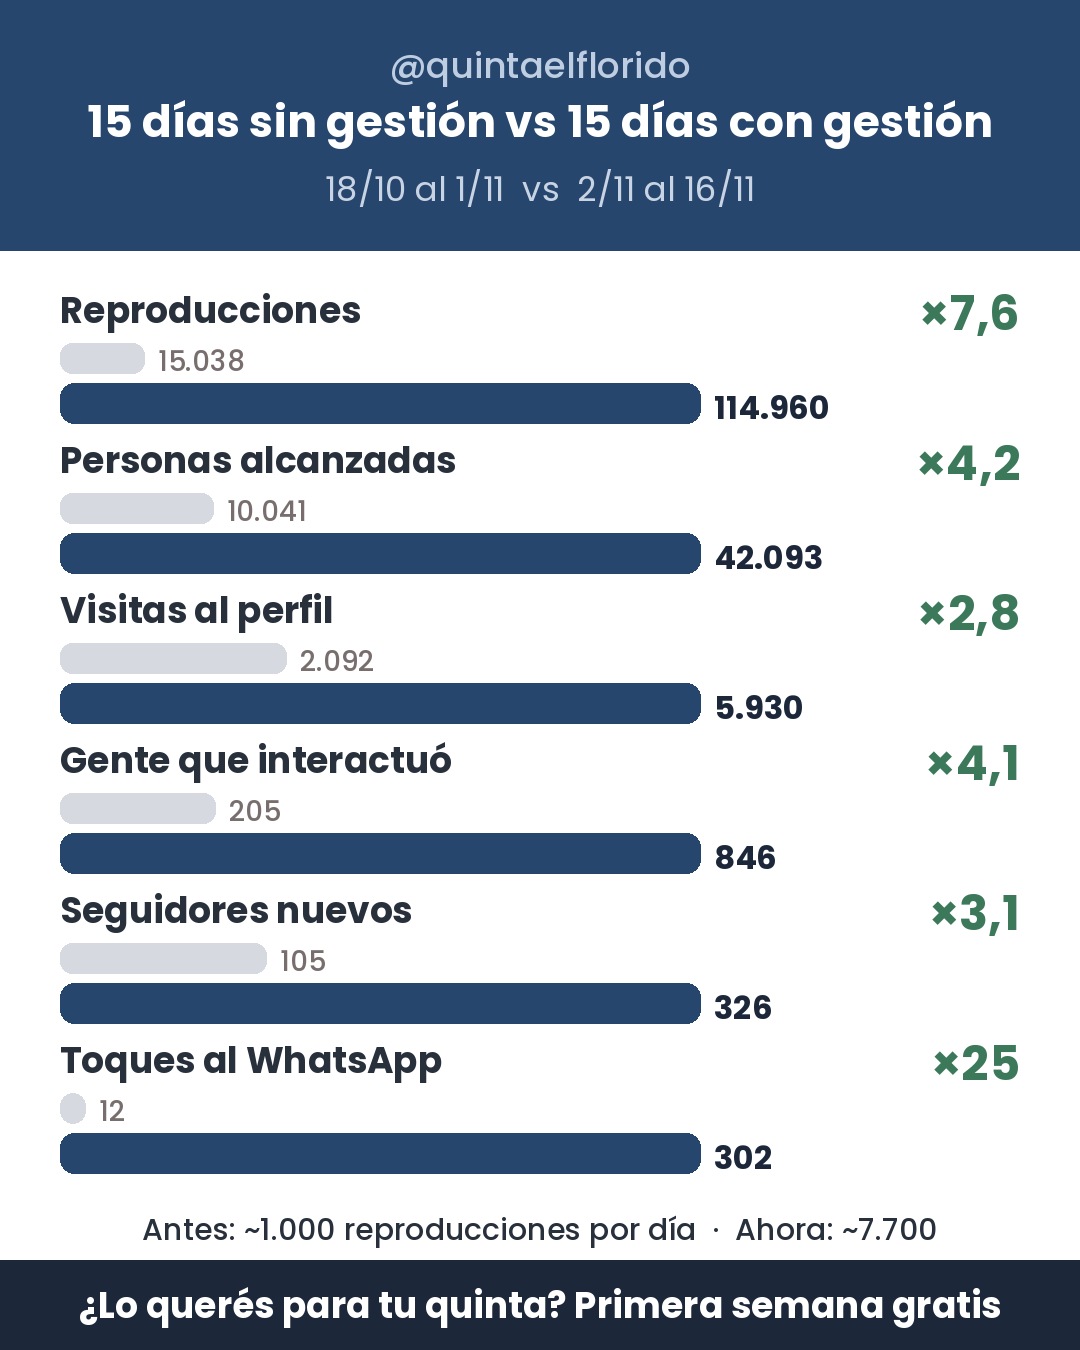 @quintaelflorido
15 días sin gestión vs 15 días con gestión
18/10 al 1/11 vs 2/11 al 16/11
Reproducciones ×7,6
15.038
114.960
Personas alcanzadas ×4,2
10.041
42.093
Visitas al perfil ×2,8
2.092
5.930
Gente que interactuó ×4,1
205
846
Seguidores nuevos ×3,1
105
326
Toques al WhatsApp ×25
12
302
Antes: ~1.000 reproducciones por día · Ahora: ~7.700
¿Lo querés para tu quinta? Primera semana gratis